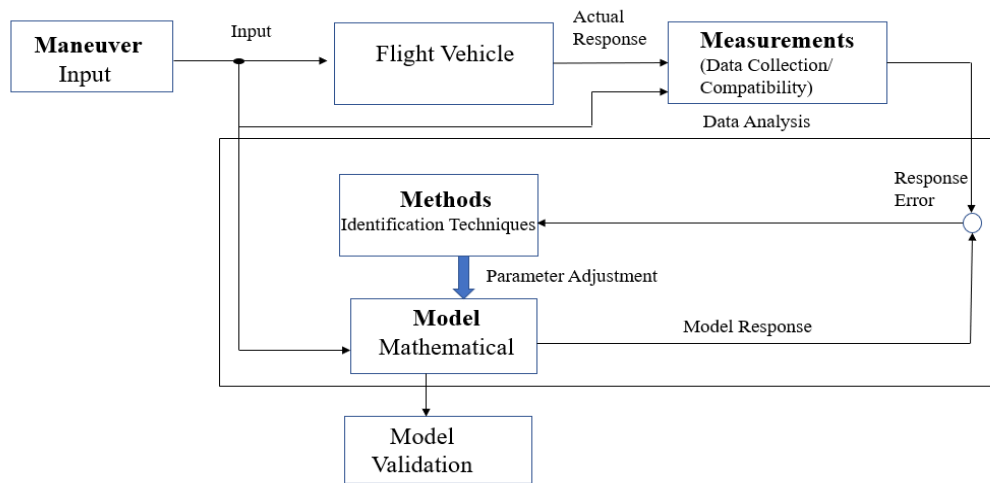 Maneuver
Input
Input
Flight Vehicle
Actual
Response
Measurements
(Data Collection/
Compatibility)
Data Analysis
Response
Error
Methods
Identification Techniques
Parameter Adjustment
Model
Mathematical
Model Response
Model
Validation